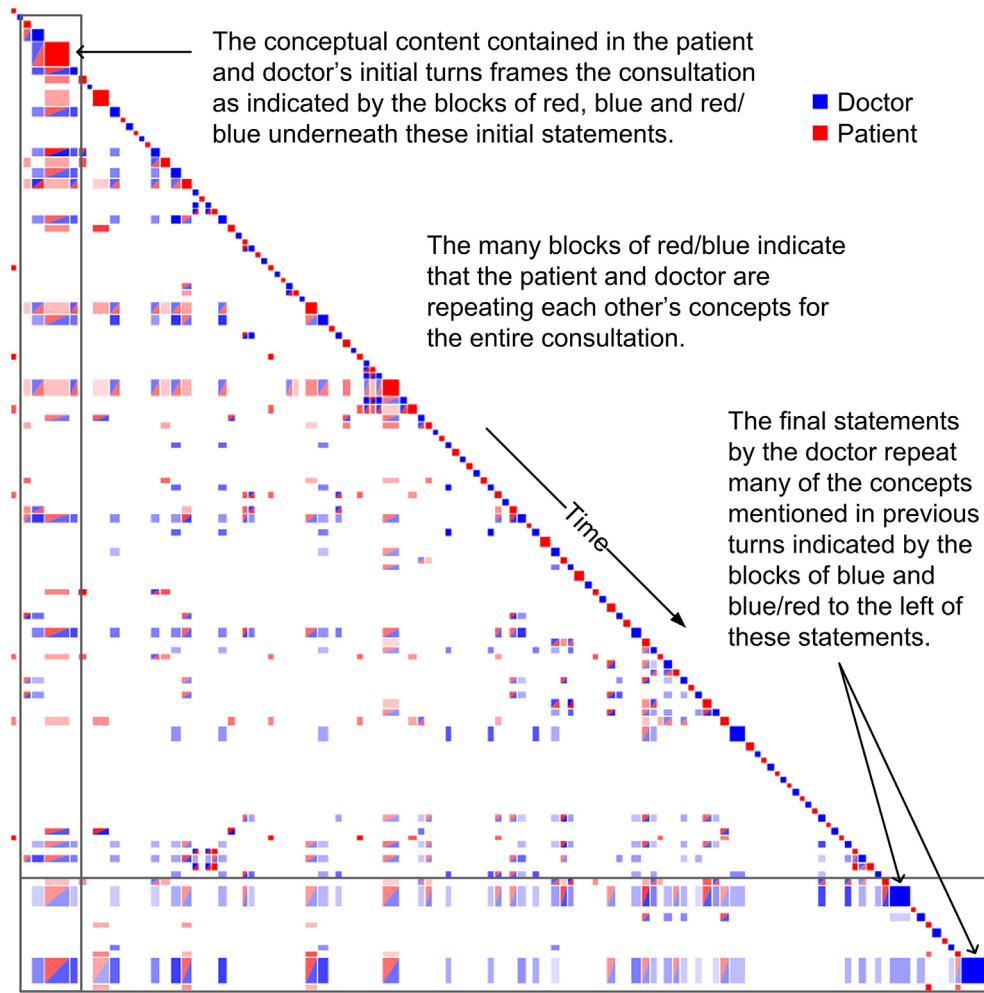 The conceptual content contained in the patient
and doctor’s initial turns frames the consultation
as indicated by the blocks of red, blue and red/
blue underneath these initial statements.
Doctor
Patient
The many blocks of red/blue indicate
that the patient and doctor are
repeating each other’s concepts for
the entire consultation.
The final statements
by the doctor repeat
many of the concepts
mentioned in previous
turns indicated by the
blocks of blue and
blue/red to the left of
these statements.
Time